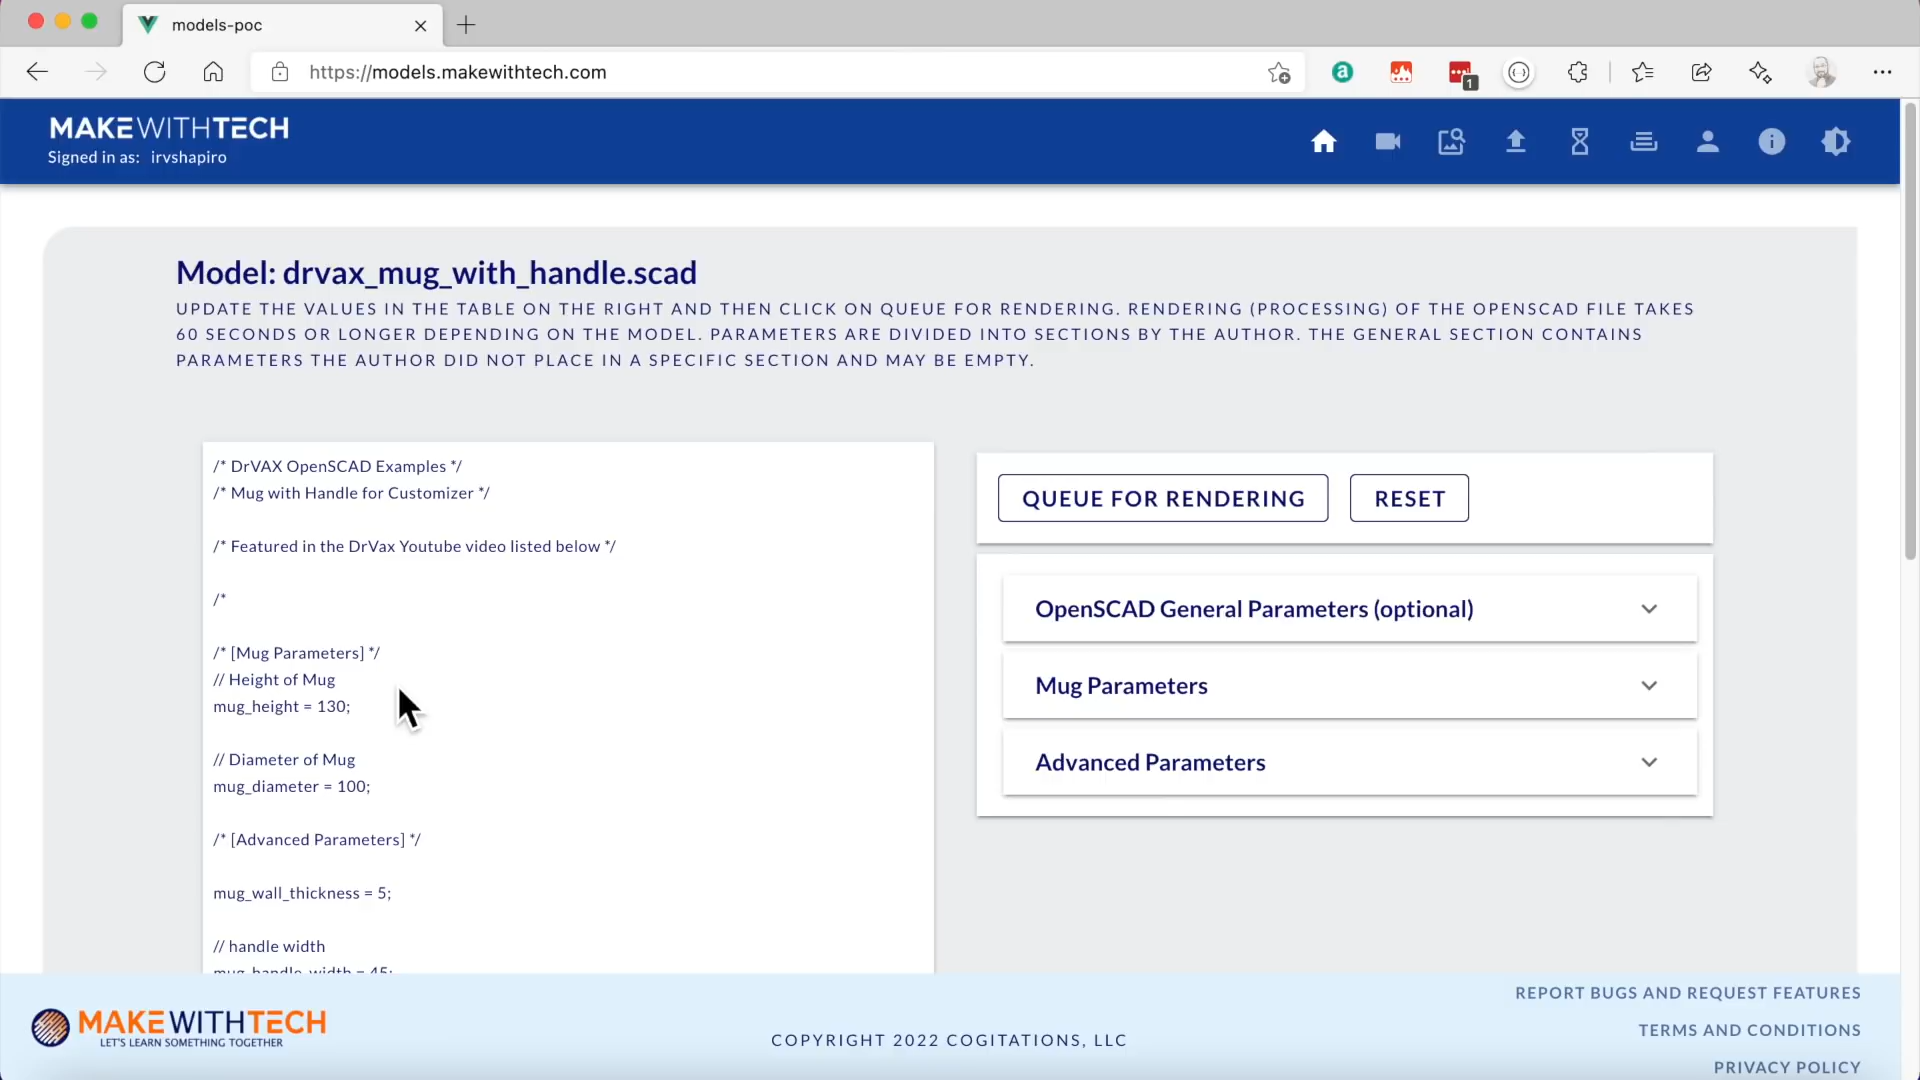 models-poc
https://models.makewithtech.com
1
MAKEWITHTECH
Signed in as: irvshapiro
Model: drvax_mug_with_handle.scad
UPDATE THE VALUES IN THE TABLE ON THE RIGHT AND THEN CLICK ON QUEUE FOR RENDERING. RENDERING (PROCESSING) OF THE OPENSCAD FILE TAKES
60 SECONDS OR LONGER DEPENDING ON THE MODEL. PARAMETERS ARE DIVIDED INTO SECTIONS BY THE AUTHOR. THE GENERAL SECTION CONTAINS
PARAMETERS THE AUTHOR DID NOT PLACE IN A SPECIFIC SECTION AND MAY BE EMPTY.
/* DrVAX OpenSCAD Examples */
/* Mug with Handle for Customizer */
/* Featured in the DrVax Youtube video listed below */
/*
/* [Mug Parameters] */
// Height of Mug
mug_height = 130;
// Diameter of Mug
mug_diameter = 100;
/* [Advanced Parameters] */
mug_wall_thickness = 5;
// handle width
mug_handle_width = 45;
QUEUE FOR RENDERING
RESET
OpenSCAD General Parameters (optional)
Mug Parameters
Advanced Parameters
MAKEWITHTECH
LET'S LEARN SOMETHING TOGETHER
COPYRIGHT 2022 COGITATIONS, LLC
REPORT BUGS AND REQUEST FEATURES
TERMS AND CONDITIONS
PRIVACY POLICY